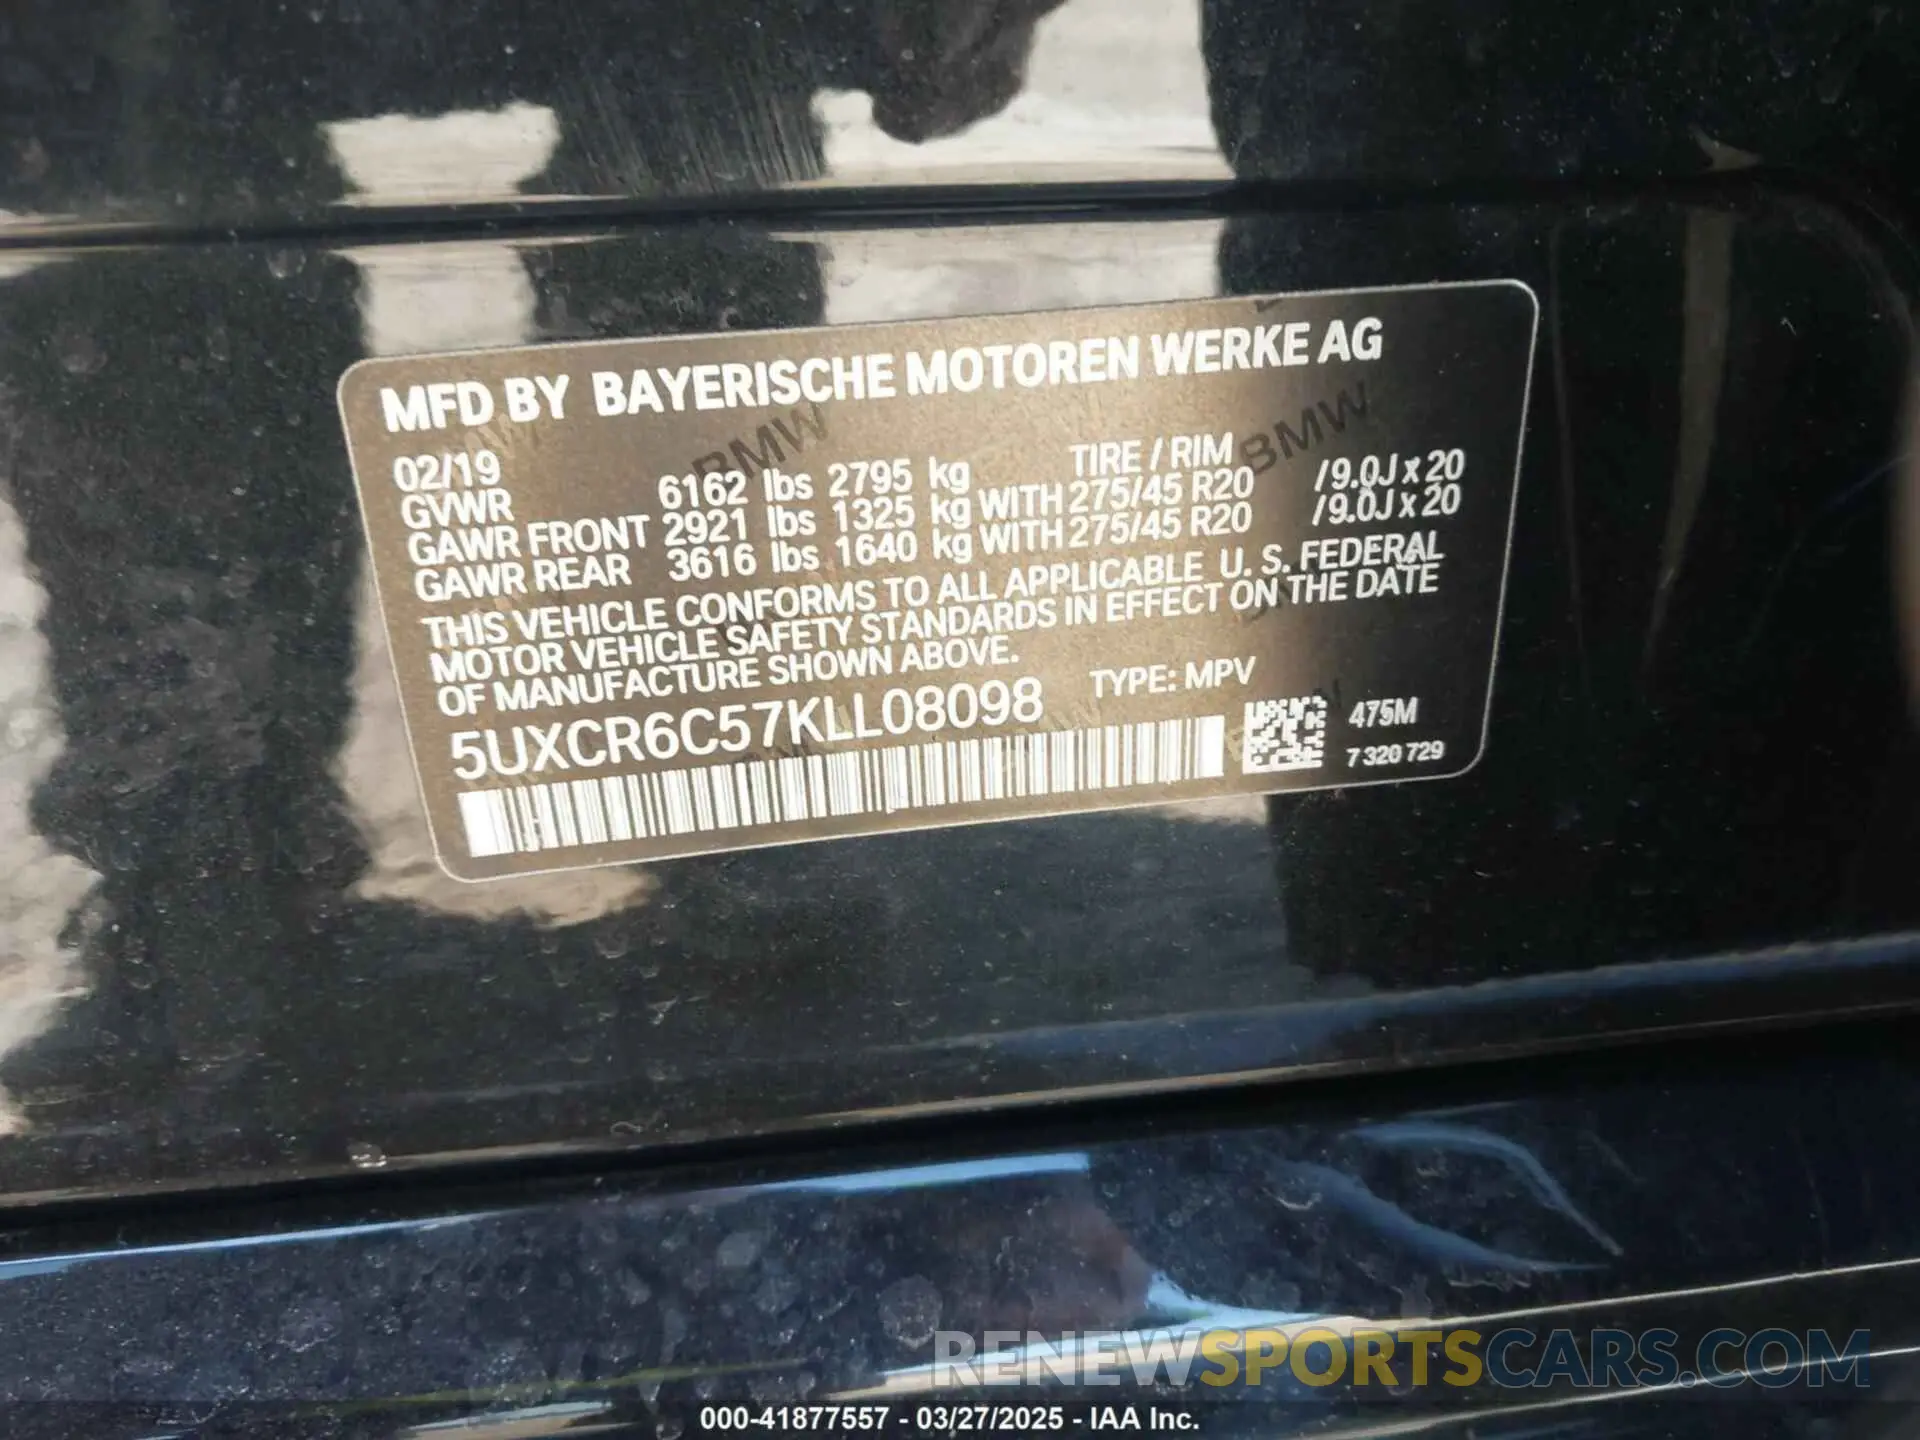 MFD BY BAYERISCHE MOTOREN WERKE AG
02/19 TIRE / RIM
GVWR 6162 lbs 2795 kg
GAWR FRONT 2921 lbs 1325 kg WITH 275/45 R20 /9.0J x 20
GAWR REAR 3616 lbs 1640 kg WITH 275/45 R20 /9.0J x 20
THIS VEHICLE CONFORMS TO ALL APPLICABLE U. S. FEDERAL
MOTOR VEHICLE SAFETY STANDARDS IN EFFECT ON THE DATE
OF MANUFACTURE SHOWN ABOVE.
5UXCR6C57KLL08098 TYPE: MPV
475M
7 320 729
BMW
BMW
RENEWSPORTSCARS.COM
000-41877557 - 03/27/2025 - IAA Inc.